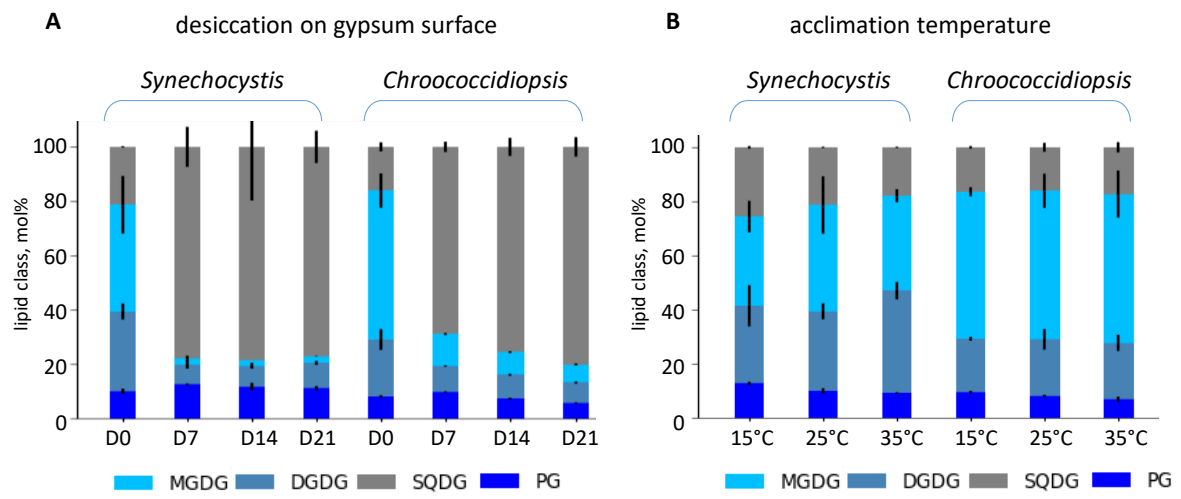 A
desiccation on gypsum surface
Synechocystis
Chroococcidiopsis
lipid class, mol%
100
80
60
40
20
0
D0
D7
D14
D21
D0
D7
D14
D21
MGDG
DGDG
SQDG
PG
B
acclimation temperature
Synechocystis
Chroococcidiopsis
lipid class, mol%
100
80
60
40
20
0
15°C
25°C
35°C
15°C
25°C
35°C
MGDG
DGDG
SQDG
PG